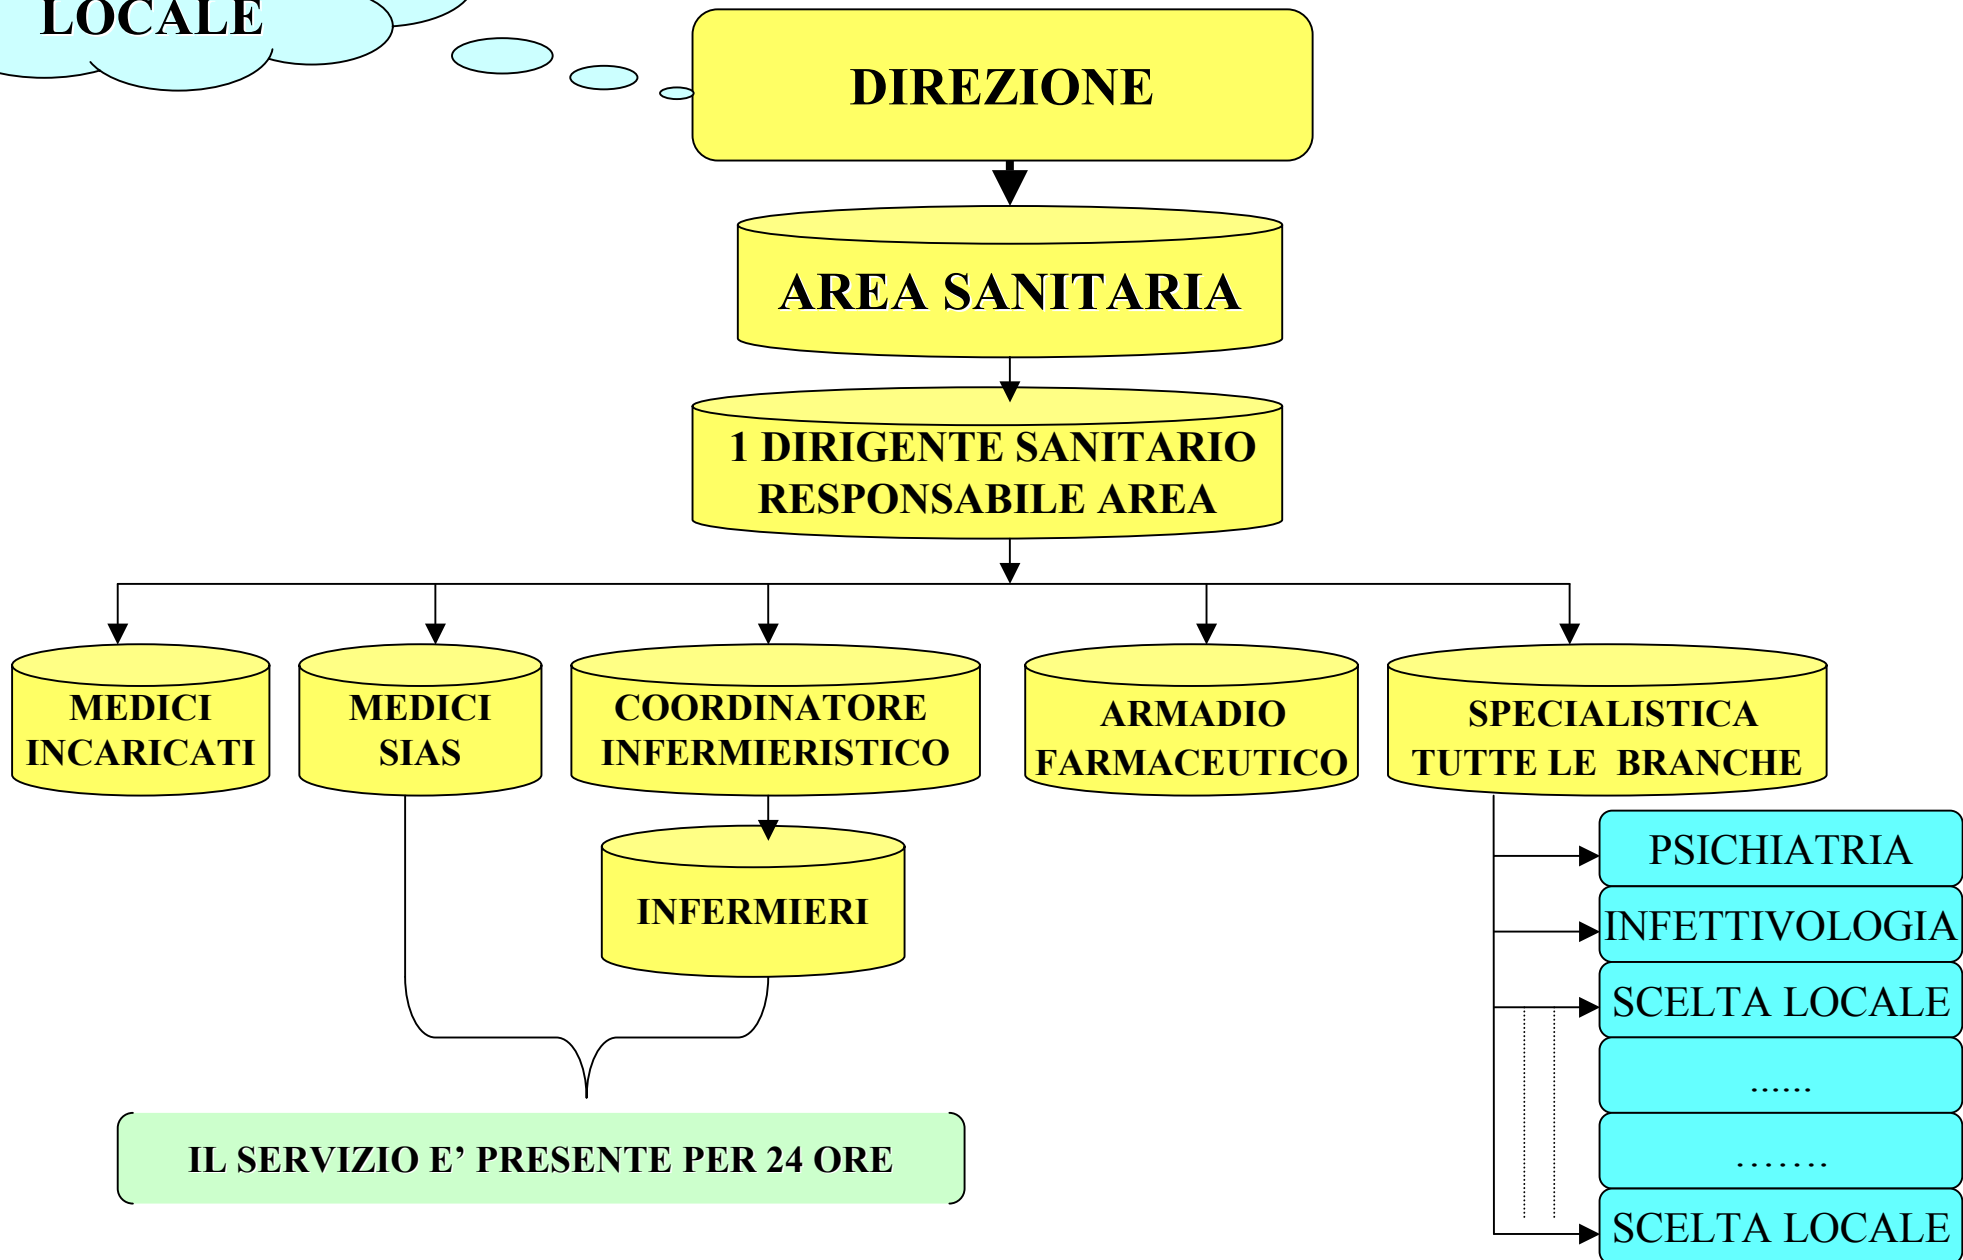 LOCALE
DIREZIONE
AREA SANITARIA
1 DIRIGENTE SANITARIO
RESPONSABILE AREA
MEDICI
INCARICATI
MEDICI
SIAS
COORDINATORE
INFERMIERISTICO
ARMADIO
FARMACEUTICO
SPECIALISTICA
TUTTE LE BRANCHE
INFERMIERI
PSICHIATRIA
INFETTIVOLOGIA
SCELTA LOCALE
......
.......
SCELTA LOCALE
IL SERVIZIO E’ PRESENTE PER 24 ORE